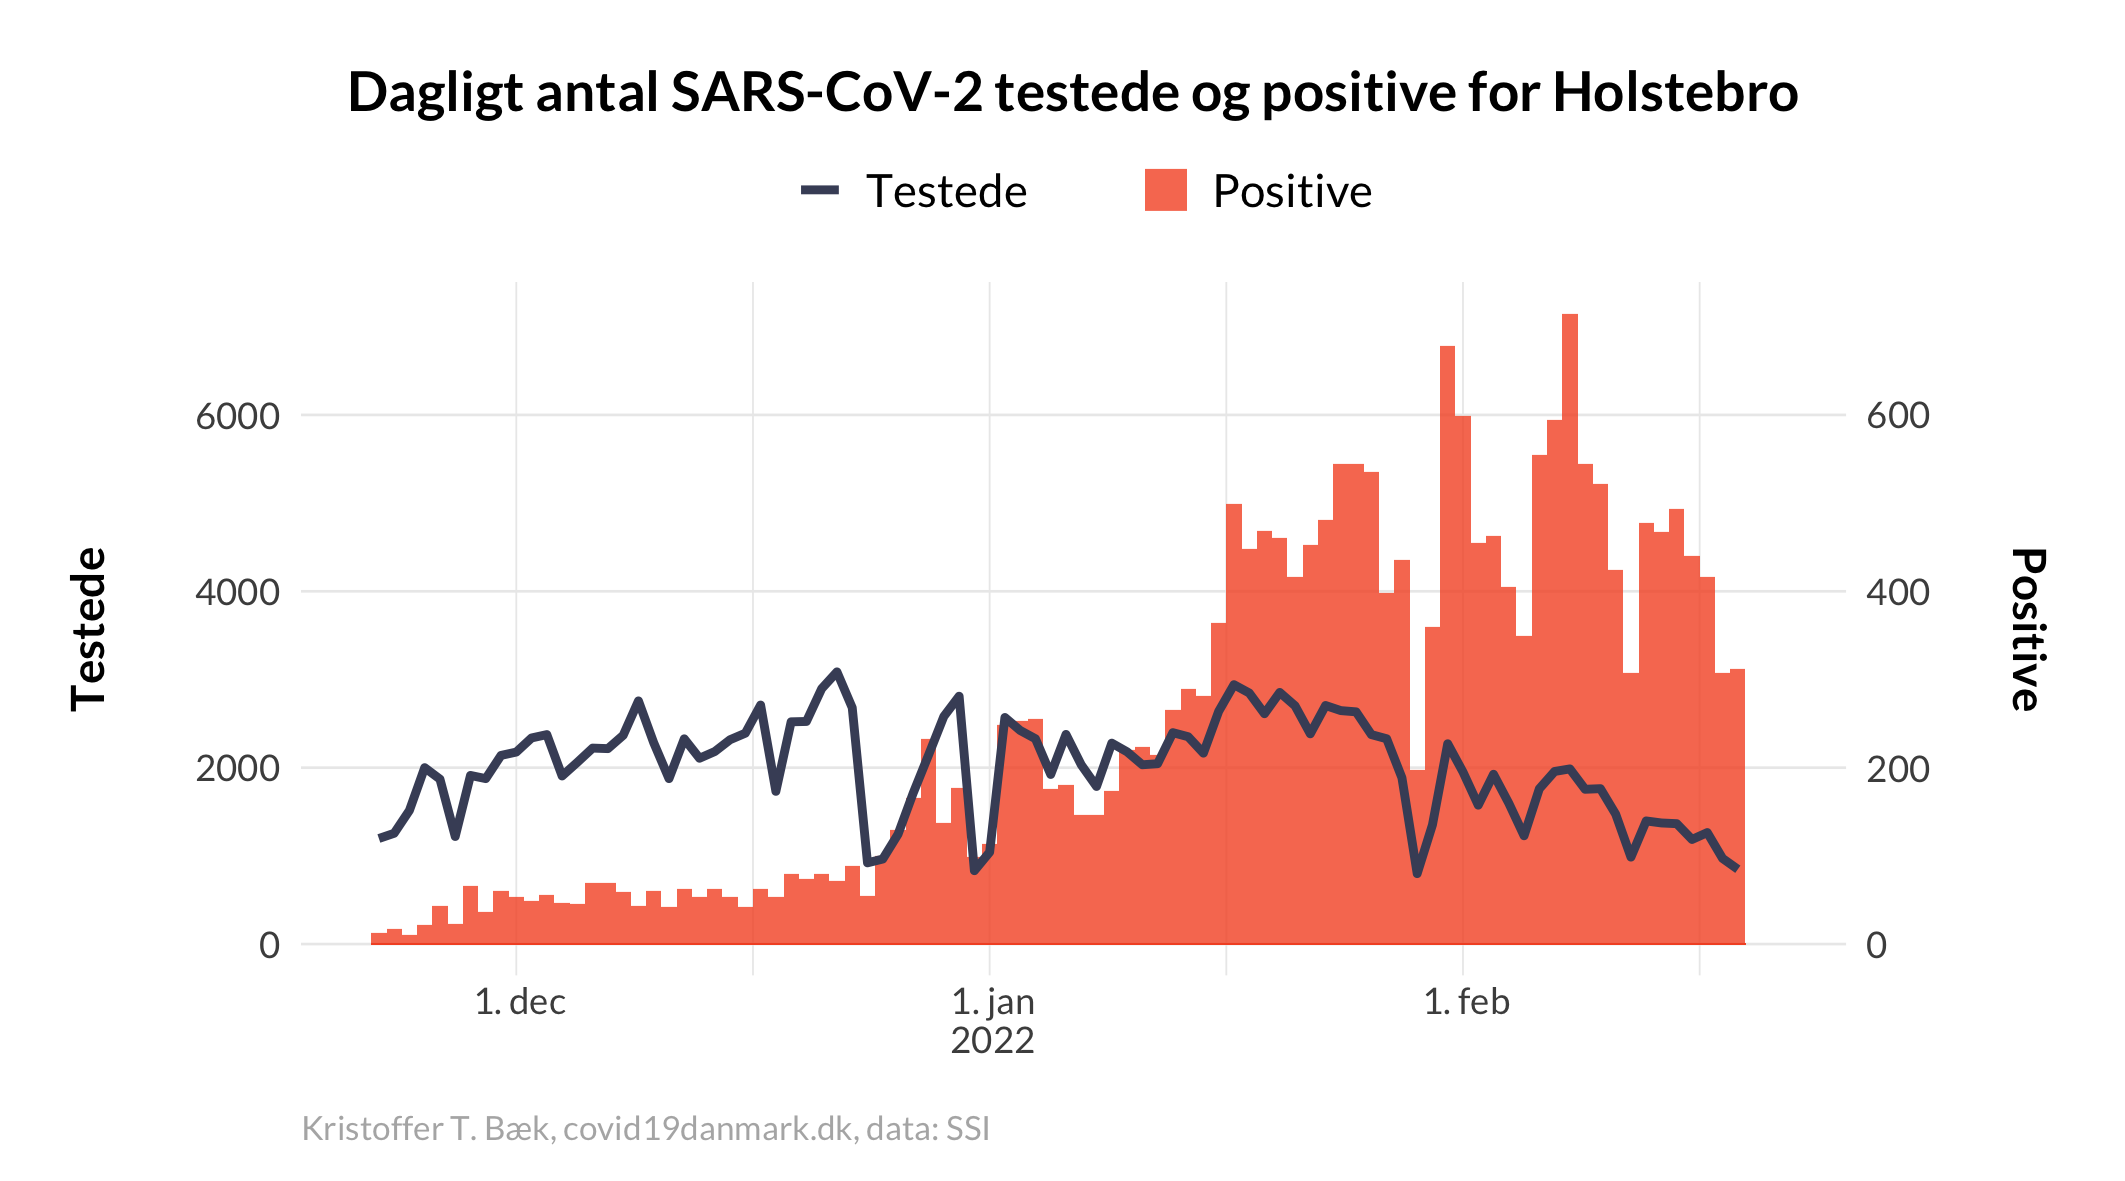 Dagligt antal SARS-CoV-2 testede og positive for Holstebro
Testede
Positive
Testede
6000
4000
2000
0
600
400
200
0
Positive
1. dec
1. jan
2022
1. feb
Kristoffer T. Bæk, covid19danmark.dk, data: SSI